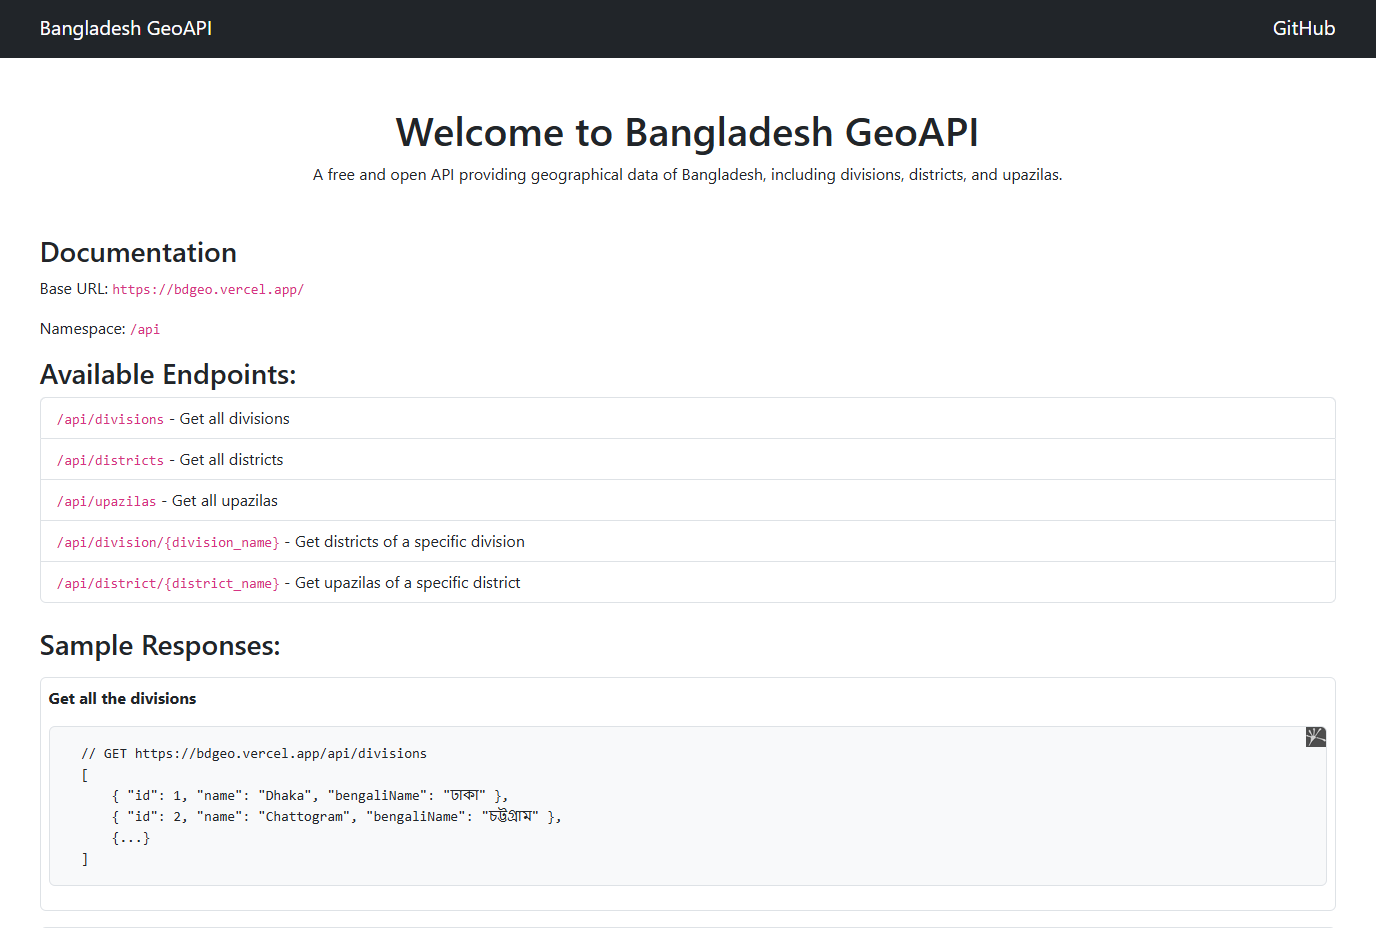 Bangladesh GeoAPI
GitHub
Welcome to Bangladesh GeoAPI
A free and open API providing geographical data of Bangladesh, including divisions, districts, and upazilas.
Documentation
Base URL: https://bdgeo.vercel.app/
Namespace: /api
Available Endpoints:
/api/divisions - Get all divisions
/api/districts - Get all districts
/api/upazilas - Get all upazilas
/api/division/{division_name} - Get districts of a specific division
/api/district/{district_name} - Get upazilas of a specific district
Sample Responses:
Get all the divisions
// GET https://bdgeo.vercel.app/api/divisions
[
{ "id": 1, "name": "Dhaka", "bengaliName": "ঢাকা" },
{ "id": 2, "name": "Chattogram", "bengaliName": "চট্টগ্রাম" },
{...}
]